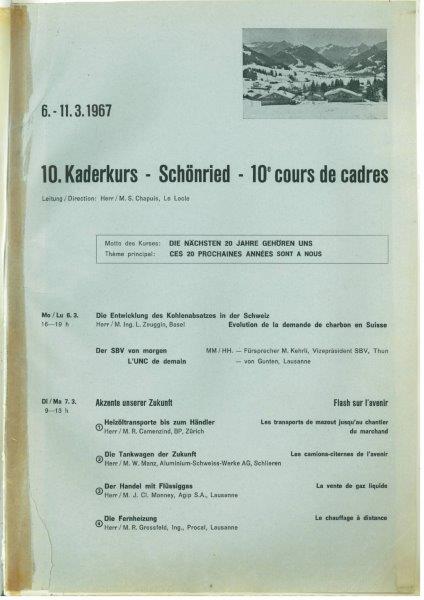 6. - 11. 3. 1967
10. Kaderkurs - Schönried - 10e cours de cadres
Leitung / Direction: Herr / M. S. Chapuis, Le Locle
Motto des Kurses: DIE NÄCHSTEN 20 JAHRE GEHÖREN UNS
Thème principal: CES 20 PROCHAINES ANNÉES SONT A NOUS
Mo / Lu 6. 3. Die Entwicklung des Kohlenabsatzes in der Schweiz
16—19 h Herr / M. Ing. L. Zeuggin, Basel Evolution de la demande de charbon en Suisse
Der SBV von morgen MM / HH. — Fürsprecher M. Kehrli, Vizepräsident SBV, Thun
L'UNC de demain — von Gunten, Lausanne
Di / Ma 7. 3. Akzente unserer Zukunft Flash sur l'avenir
9—13 h
① Heizöltransporte bis zum Händler Les transports de mazout jusqu'au chantier
Herr / M. R. Camenzind, BP, Zürich du marchand
② Die Tankwagen der Zukunft Les camions-citernes de l'avenir
Herr / M. W. Manz, Aluminium-Schweiss-Werke AG, Schlieren
③ Der Handel mit Flüssiggas La vente de gaz liquide
Herr / M. J. Cl. Monney, Agip S.A., Lausanne
④ Die Fernheizung Le chauffage à distance
Herr / M. R. Grossfeld, Ing., Procal, Lausanne